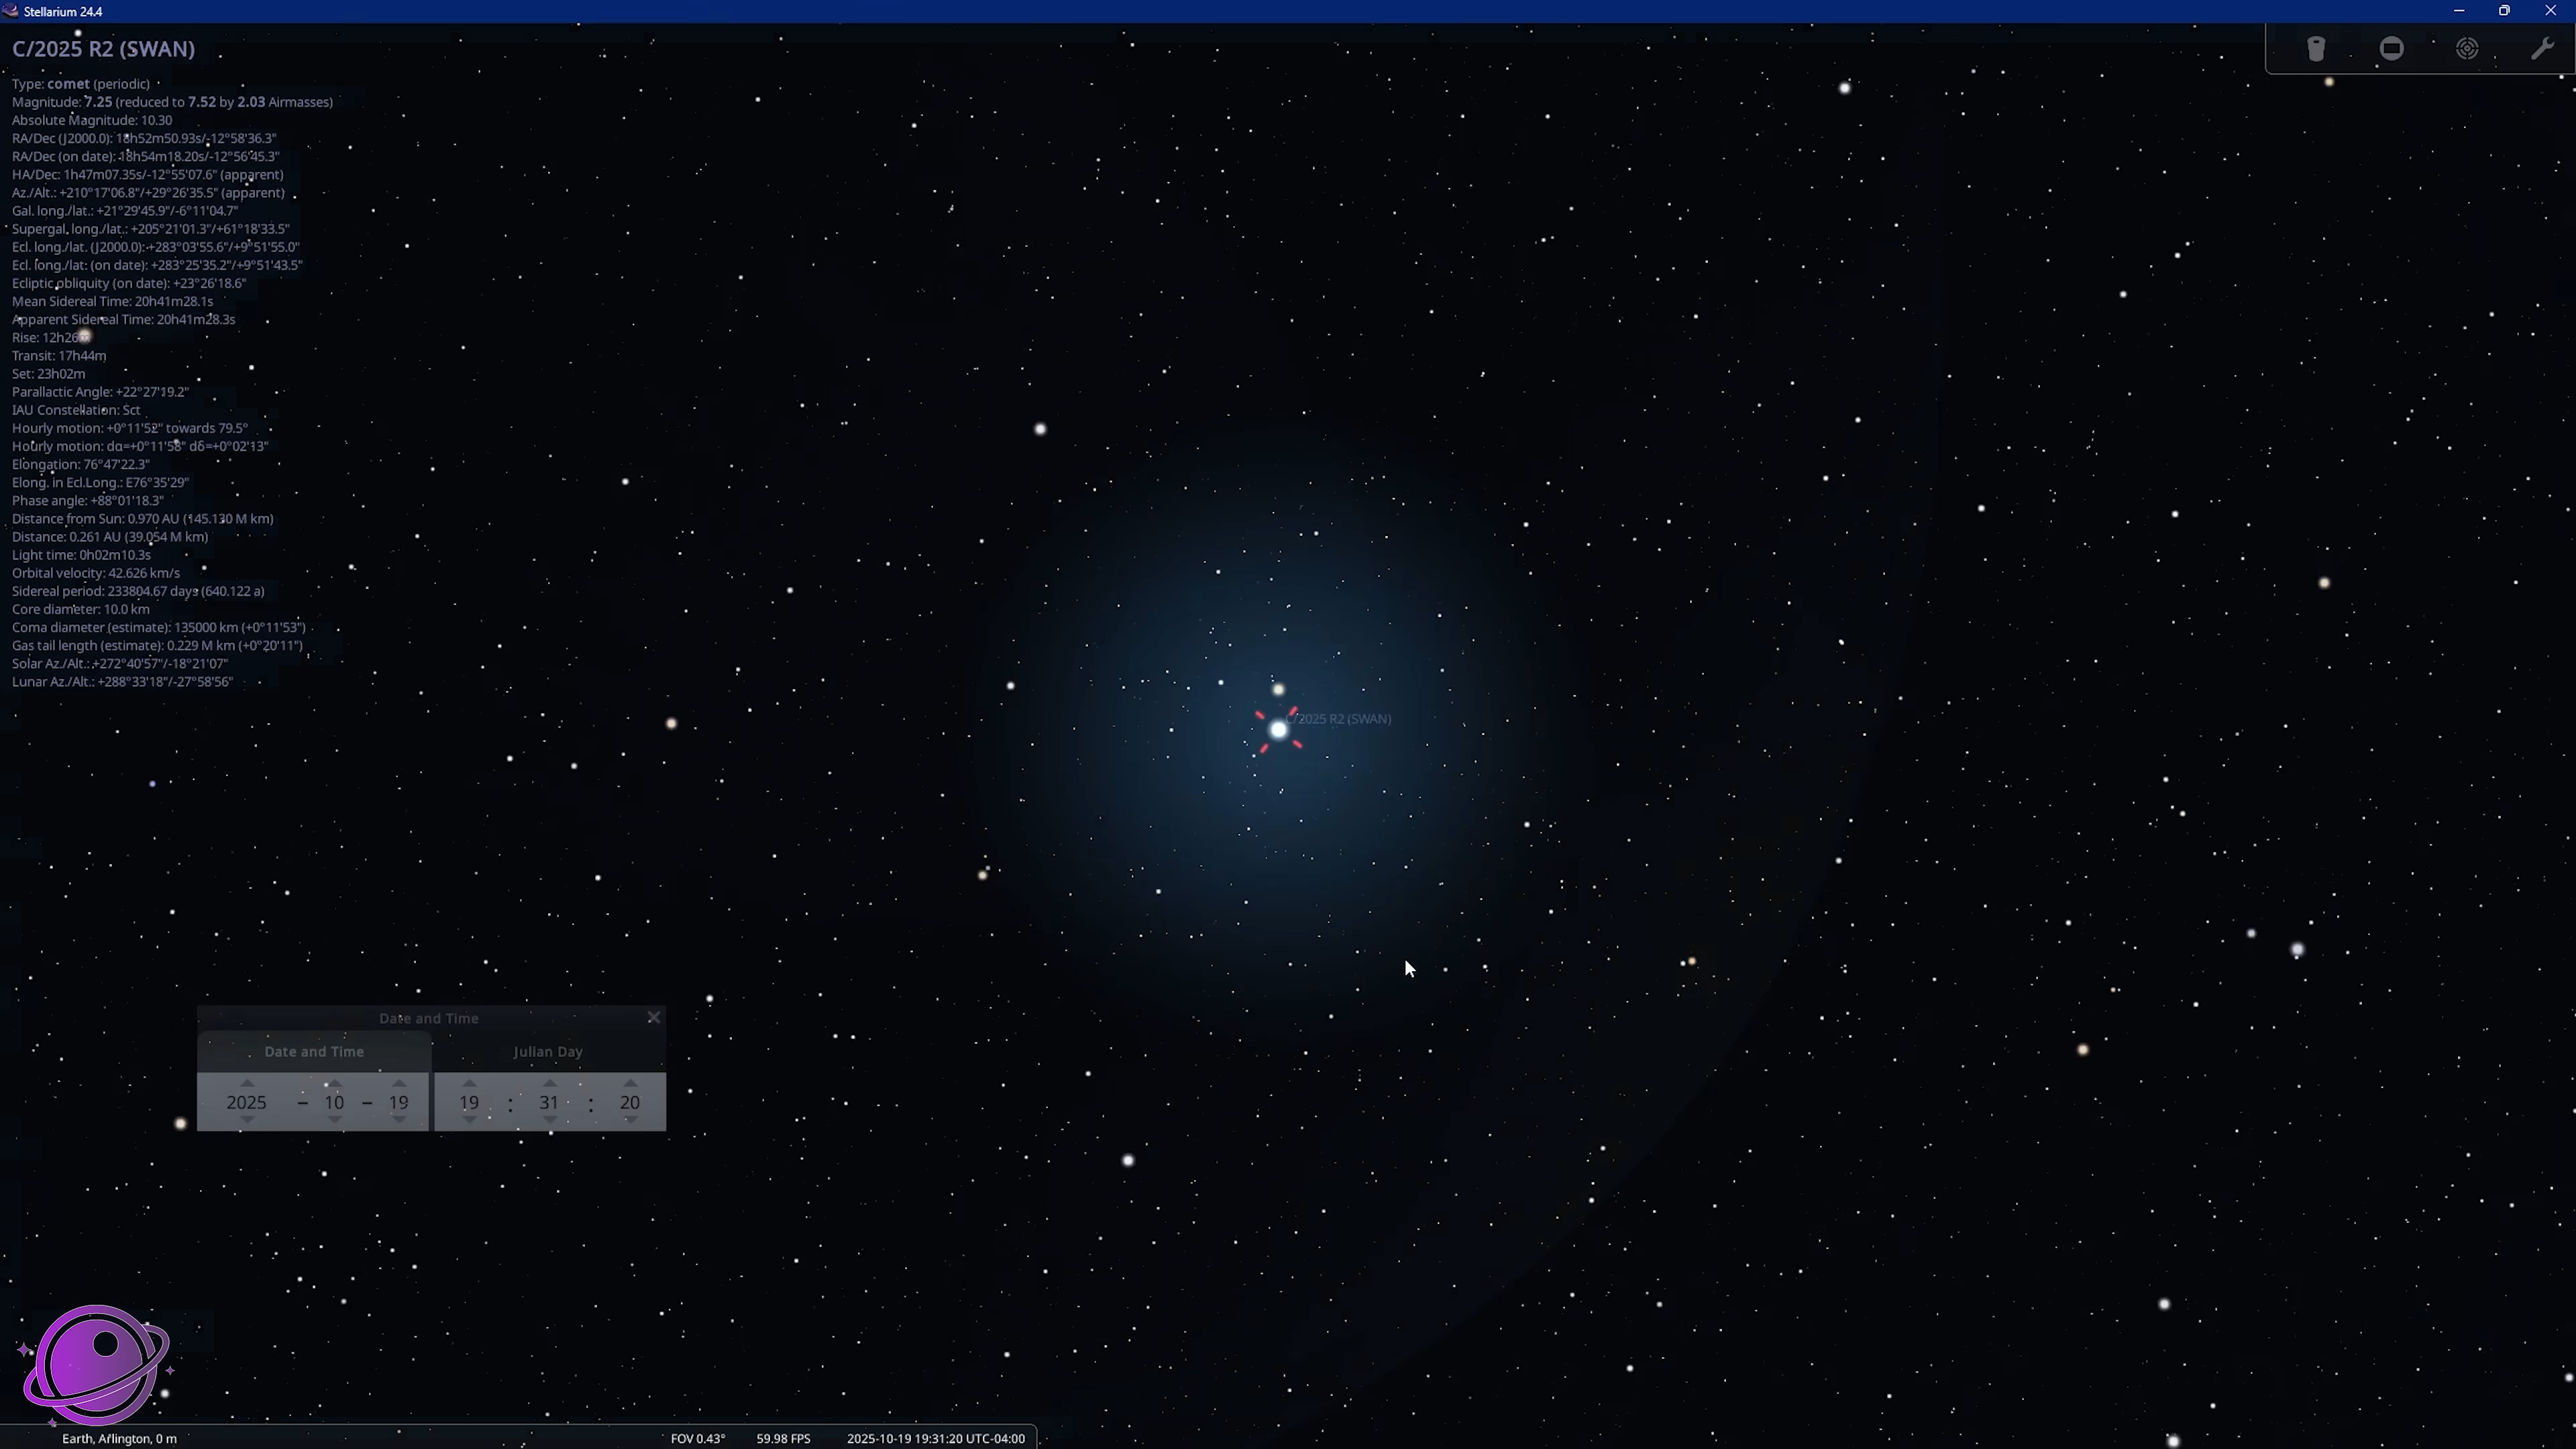 Stellarium 24.4
C/2025 R2 (SWAN)
Type: comet (periodic)
Magnitude: 7.25 (reduced to 7.52 by 2.03 Airmasses)
Absolute Magnitude: 10.30
RA/Dec (J2000.0): 18h52m50.93s/-12°58'36.3"
RA/Dec (on date): 18h54m18.20s/-12°56'45.3"
HA/Dec: 1h47m07.35s/-12°55'07.6" (apparent)
Az./Alt.: +210°17'06.8"/+29°26'35.5" (apparent)
Gal. long./lat.: +21°29'45.9"/-6°11'04.7"
Supergal. long./lat.: +205°21'01.3"/+61°18'33.5"
Ecl. long./lat. (J2000.0): +283°03'55.6"/+9°51'55.0"
Ecl. long./lat. (on date): +283°25'35.2"/+9°51'43.5"
Ecliptic obliquity (on date): +23°26'18.6"
Mean Sidereal Time: 20h41m28.1s
Apparent Sidereal Time: 20h41m28.3s
Rise: 12h26m
Transit: 17h44m
Set: 23h02m
Parallactic Angle: +22°27'19.2"
IAU Constellation: Sct
Hourly motion: +0°11'52" towards 79.5°
Hourly motion: dα=+0°11'58" dδ=+0°02'13"
Elongation: 76°47'22.3"
Elong. in Ecl.Long.: E76°35'29"
Phase angle: +88°01'18.3"
Distance from Sun: 0.970 AU (145.130 M km)
Distance: 0.261 AU (39.054 M km)
Light time: 0h02m10.3s
Orbital velocity: 42.626 km/s
Sidereal period: 233804.67 days (640.122 a)
Core diameter: 10.0 km
Coma diameter (estimate): 135000 km (+0°11'53")
Gas tail length (estimate): 0.229 M km (+0°20'11")
Solar Az./Alt.: +272°40'57"/-18°21'07"
Lunar Az./Alt.: +288°33'18"/-27°58'56"
C/2025 R2 (SWAN)
Date and Time
Date and Time Julian Day
2025 – 10 – 19 19 : 31 : 20
Earth, Arlington, 0 m FOV 0.43° 59.98 FPS 2025-10-19 19:31:20 UTC-04:00